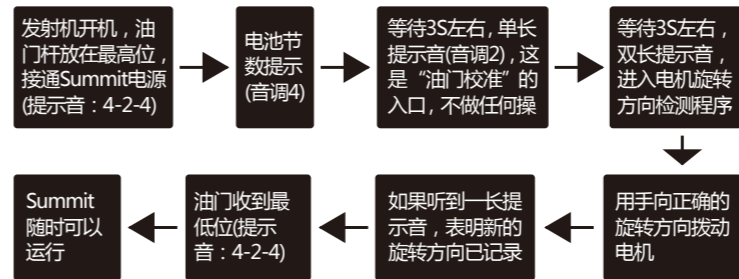 发射机开机，油
门杆放在最高位，
接通Summit电源
(提示音：4-2-4)
电池节
数提示
(音调4)
等待3S左右，单长
提示音(音调2)，这
是“油门校准”的
入口，不做任何操
等待3S左右，
双长提示音，
进入电机旋转
方向检测程序
用手向正确的
旋转方向拨动
电机
如果听到一长提
示音，表明新的
旋转方向已记录
油门收到最
低位(提示
音：4-2-4)
Summit
随时可以
运行